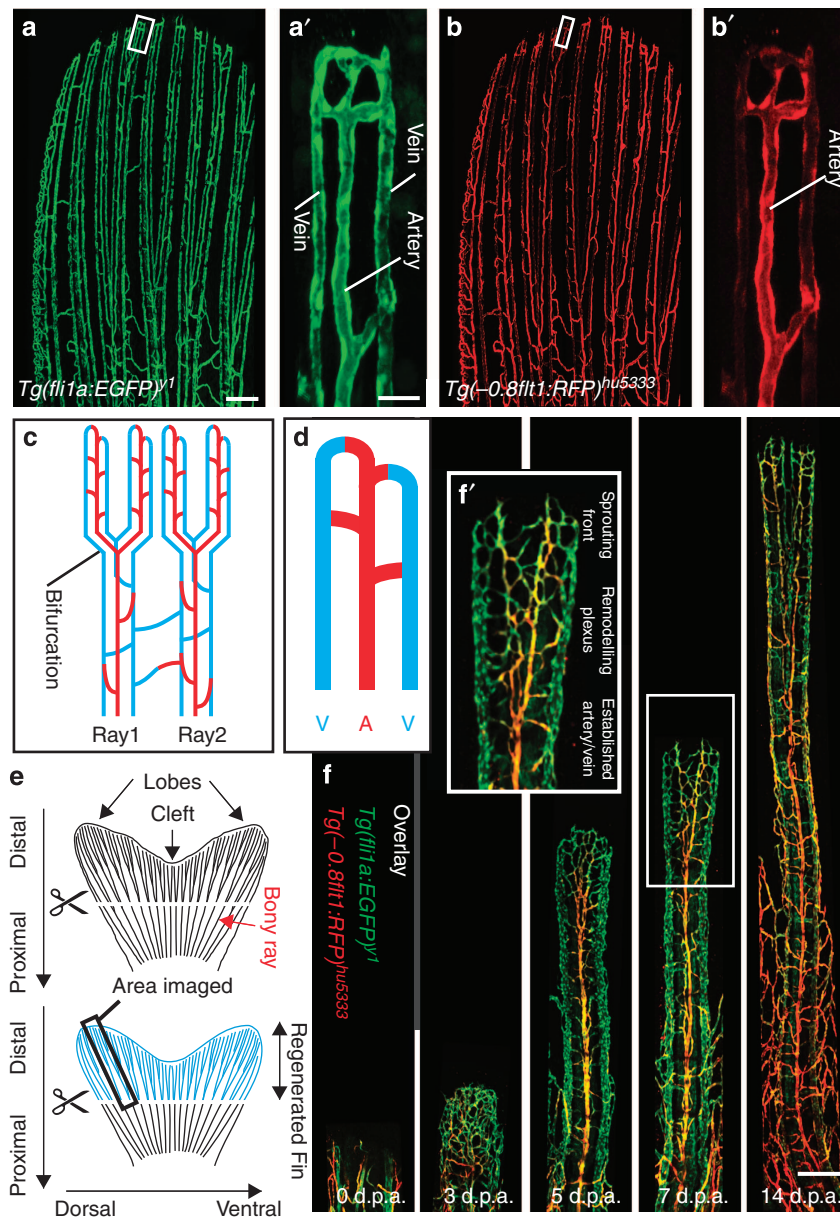 a
a′
b
b′
Vein
Vein
Artery
Artery
Tg(fli1a:EGFP)y1
Tg(–0.8flt1:RFP)hu5333
c
Bifurcation
Ray1
Ray2
d
V
A
V
e
Lobes
Cleft
Distal
Proximal
Bony ray
Area imaged
Distal
Proximal
Regenerated Fin
Dorsal
Ventral
f
Overlay
Tg(fli1a:EGFP)y1
Tg(–0.8flt1:RFP)hu5333
f′
Sprouting
front
Remodelling
plexus
Established
artery/vein
0 d.p.a.
3 d.p.a.
5 d.p.a.
7 d.p.a.
14 d.p.a.